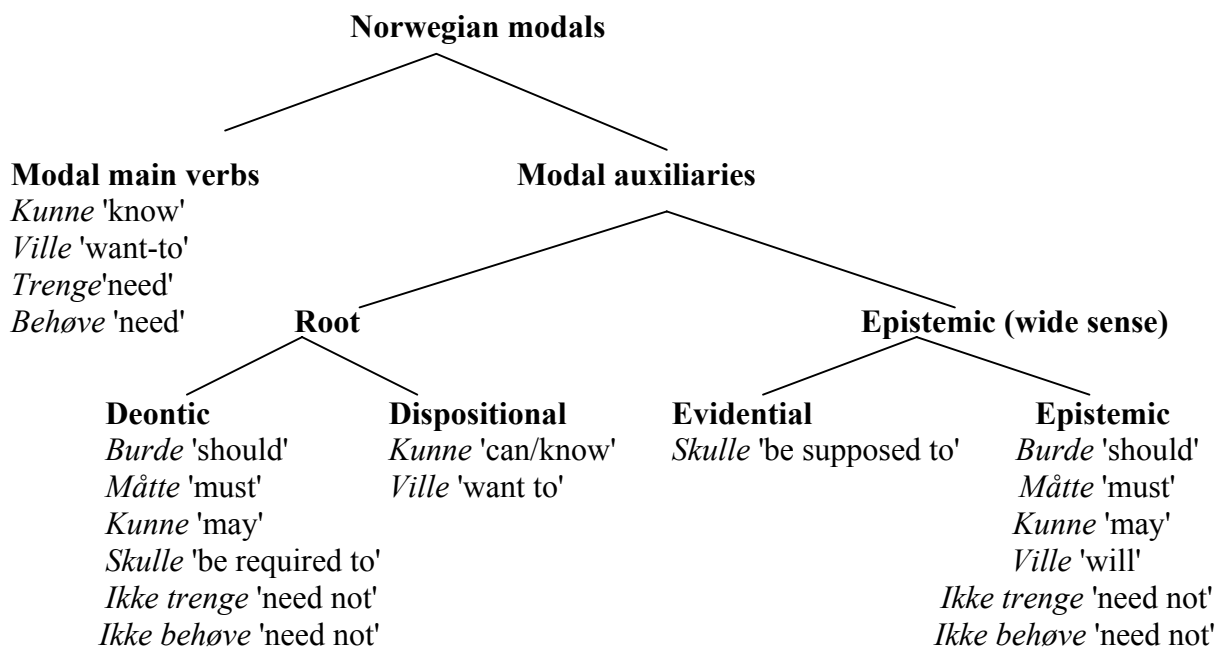 Norwegian modals
Modal main verbs
Kunne 'know'
Ville 'want-to'
Trenge'need'
Behøve 'need'
Modal auxiliaries
Root
Epistemic (wide sense)
Deontic
Burde 'should'
Måtte 'must'
Kunne 'may'
Skulle 'be required to'
Ikke trenge 'need not'
Ikke behøve 'need not'
Dispositional
Kunne 'can/know'
Ville 'want to'
Evidential
Skulle 'be supposed to'
Epistemic
Burde 'should'
Måtte 'must'
Kunne 'may'
Ville 'will'
Ikke trenge 'need not'
Ikke behøve 'need not'